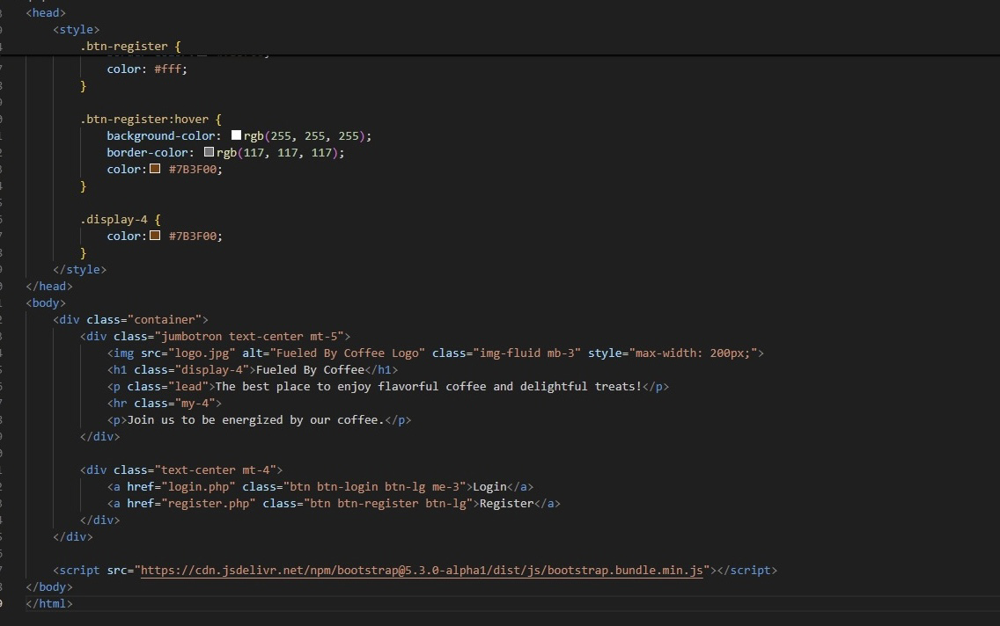 <head>
<style>
.btn-register {
color: #fff;
}
.btn-register:hover {
background-color: rgb(255, 255, 255);
border-color: rgb(117, 117, 117);
color: #7B3F00;
}
.display-4 {
color: #7B3F00;
}
</style>
</head>
<body>
<div class="container">
<div class="jumbotron text-center mt-5">
<img src="logo.jpg" alt="Fueled By Coffee Logo" class="img-fluid mb-3" style="max-width: 200px;">
<h1 class="display-4">Fueled By Coffee</h1>
<p class="lead">The best place to enjoy flavorful coffee and delightful treats!</p>
<hr class="my-4">
<p>Join us to be energized by our coffee.</p>
</div>
<div class="text-center mt-4">
<a href="login.php" class="btn btn-login btn-lg me-3">Login</a>
<a href="register.php" class="btn btn-register btn-lg">Register</a>
</div>
</div>
<script src="https://cdn.jsdelivr.net/npm/bootstrap@5.3.0-alpha1/dist/js/bootstrap.bundle.min.js"></script>
</body>
</html>